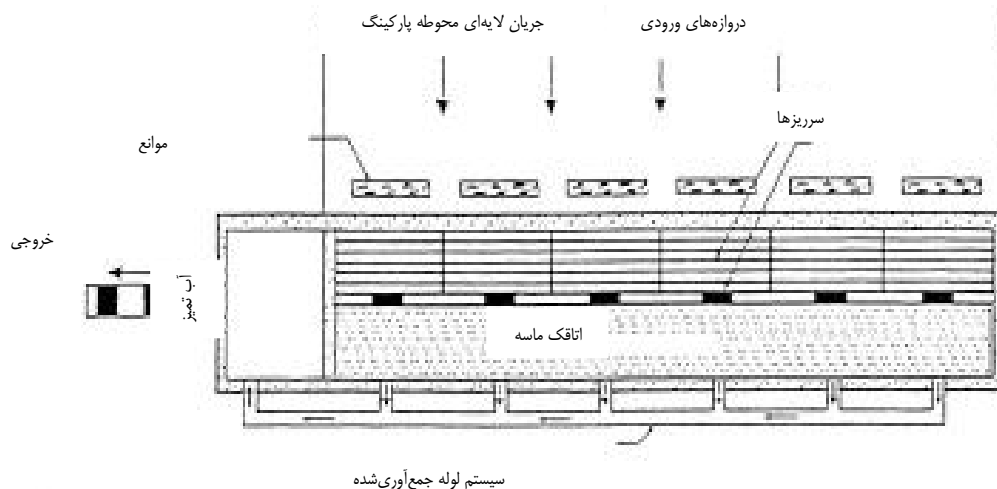 دروازه‌های ورودی
جریان لایه‌ای محوطه پارکینگ
سرریزها
موانع
خروجی
آب تمیز
اتاقک ماسه
سیستم لوله جمع‌آوری‌شده